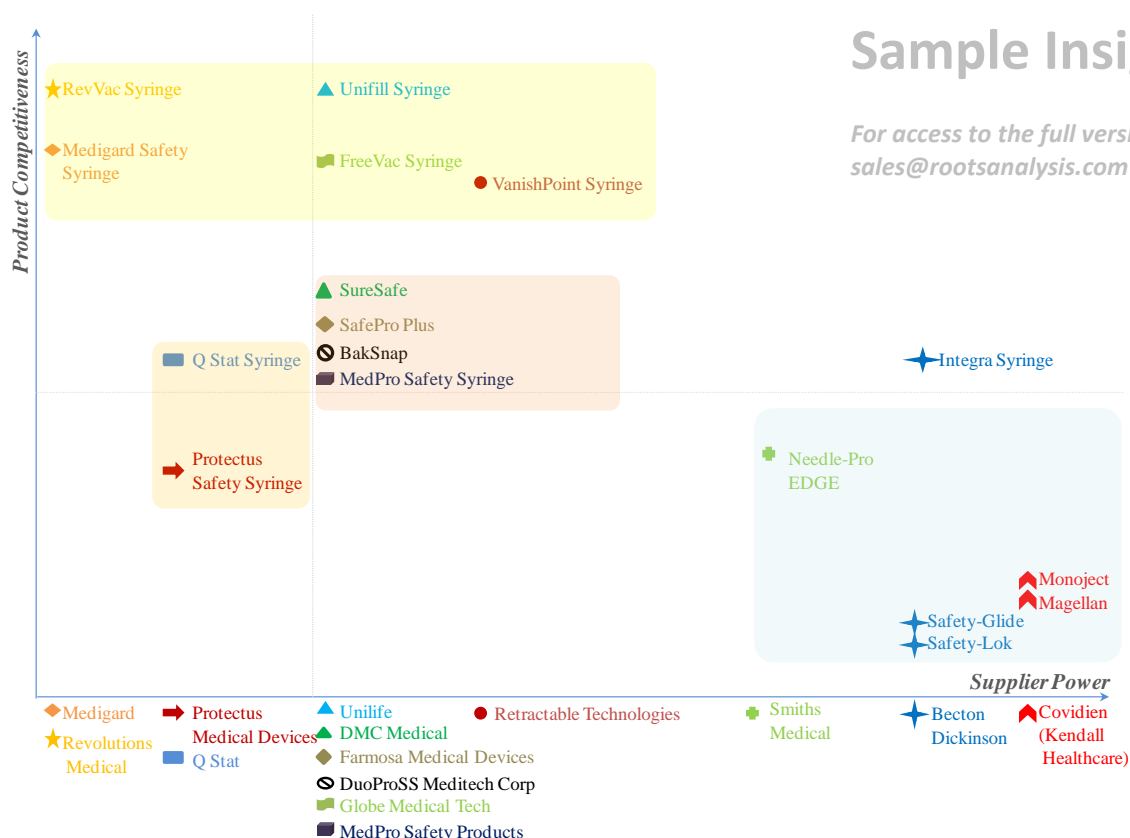 Sample Insi
For access to the full versi
sales@rootsanalysis.com
Product Competitiveness
RevVac Syringe
Unifill Syringe
Medigard Safety
Syringe
FreeVac Syringe
VanishPoint Syringe
SureSafe
SafePro Plus
BakSnap
MedPro Safety Syringe
Q Stat Syringe
Integra Syringe
Protectus
Safety Syringe
Needle-Pro
EDGE
Monoject
Magellan
Safety-Glide
Safety-Lok
Supplier Power
Medigard
Revolutions
Medical
Protectus
Medical Devices
Q Stat
Unilife
DMC Medical
Farmosa Medical Devices
DuoProSS Meditech Corp
Globe Medical Tech
MedPro Safety Products
Retractable Technologies
Smiths
Medical
Becton
Dickinson
Covidien
(Kendall
Healthcare)